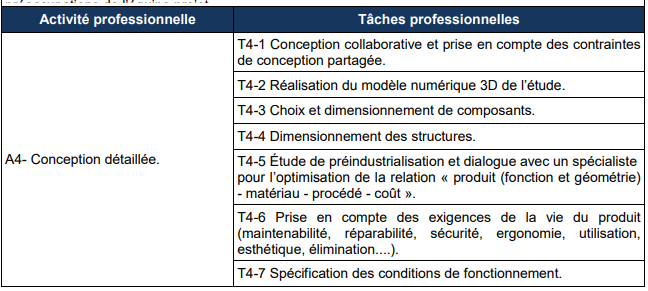 Activité professionnelle
Tâches professionnelles
A4- Conception détaillée.
T4-1 Conception collaborative et prise en compte des contraintes
de conception partagée.
T4-2 Réalisation du modèle numérique 3D de l'étude.
T4-3 Choix et dimensionnement de composants.
T4-4 Dimensionnement des structures.
T4-5 Étude de préindustrialisation et dialogue avec un spécialiste
pour l'optimisation de la relation « produit (fonction et géométrie)
- matériau - procédé - coût ».
T4-6 Prise en compte des exigences de la vie du produit
(maintenabilité, réparabilité, sécurité, ergonomie, utilisation,
esthétique, élimination....).
T4-7 Spécification des conditions de fonctionnement.